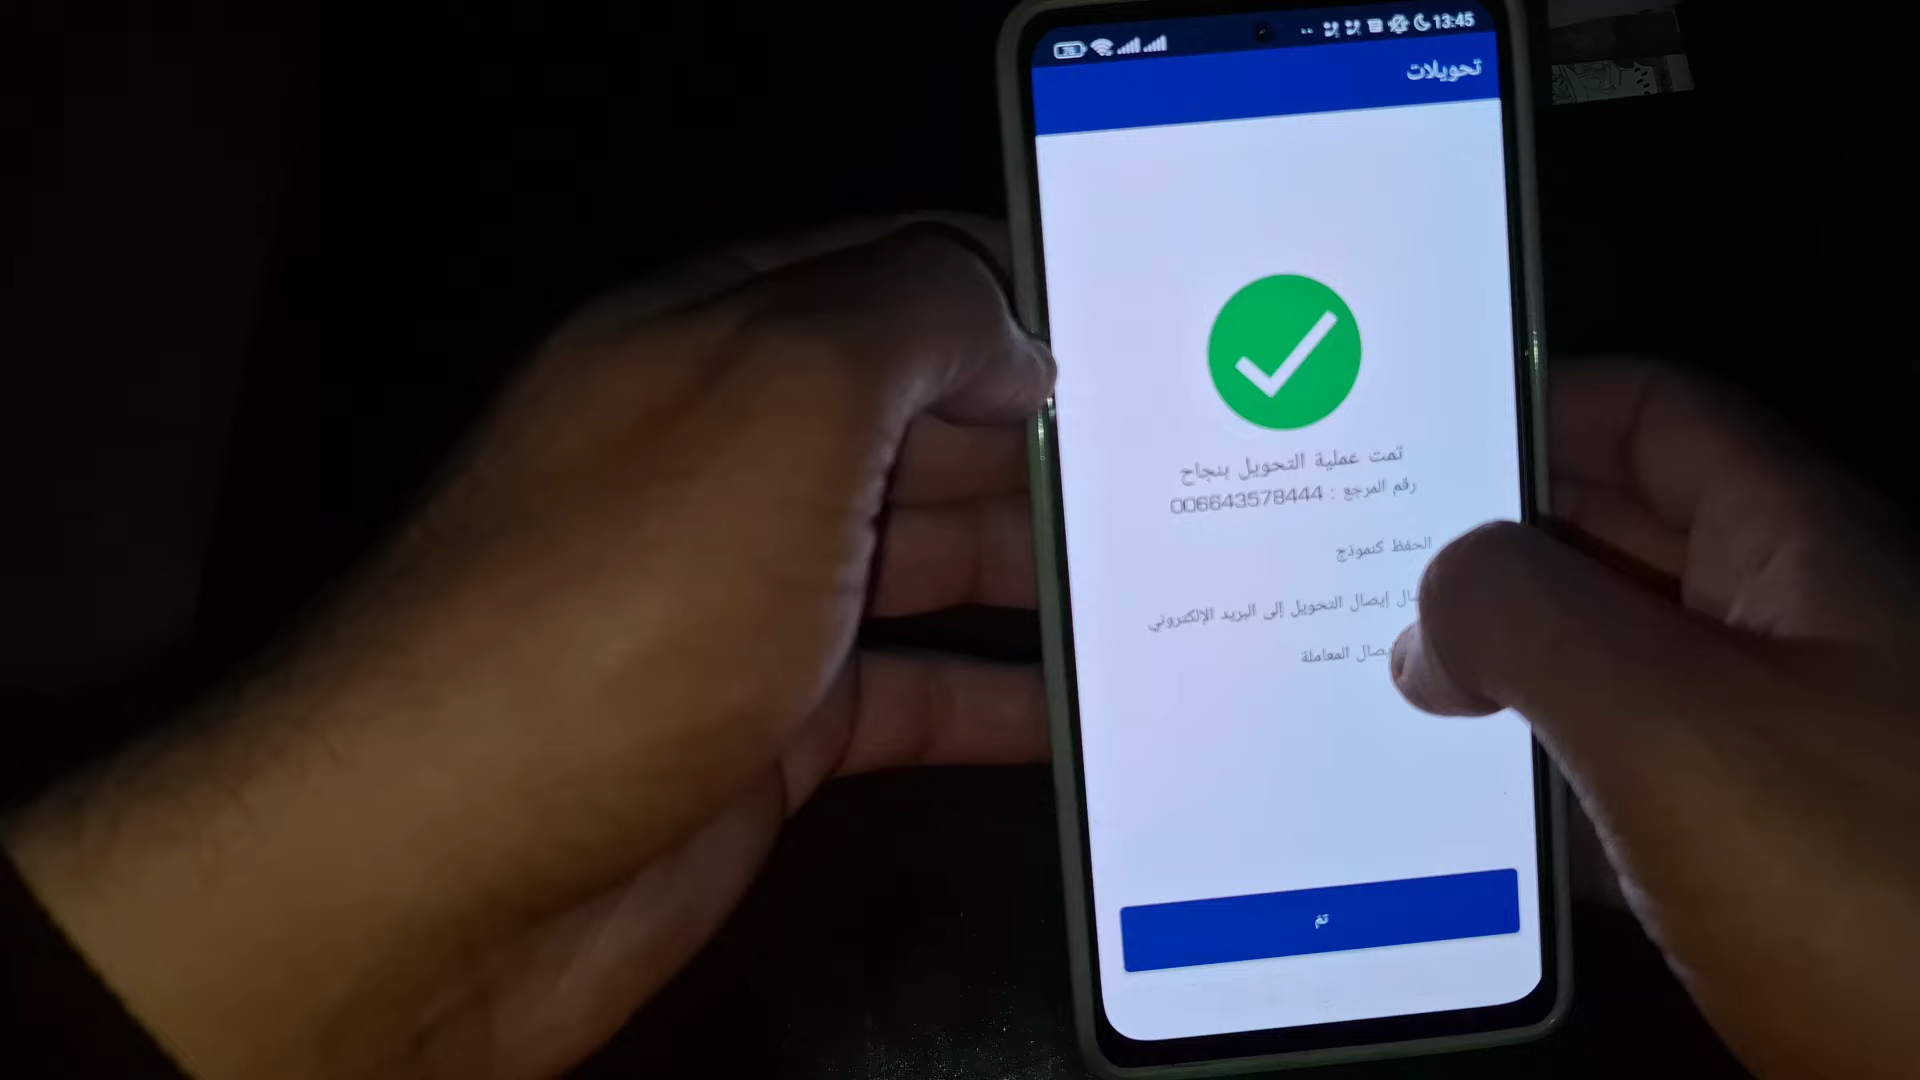 13:45
تحويلات
تمت عملية التحويل بنجاح
رقم المرجع : 006643578444
الحفظ كنموذج
إيصال التحويل إلى البريد الإلكتروني
المعاملة
تم